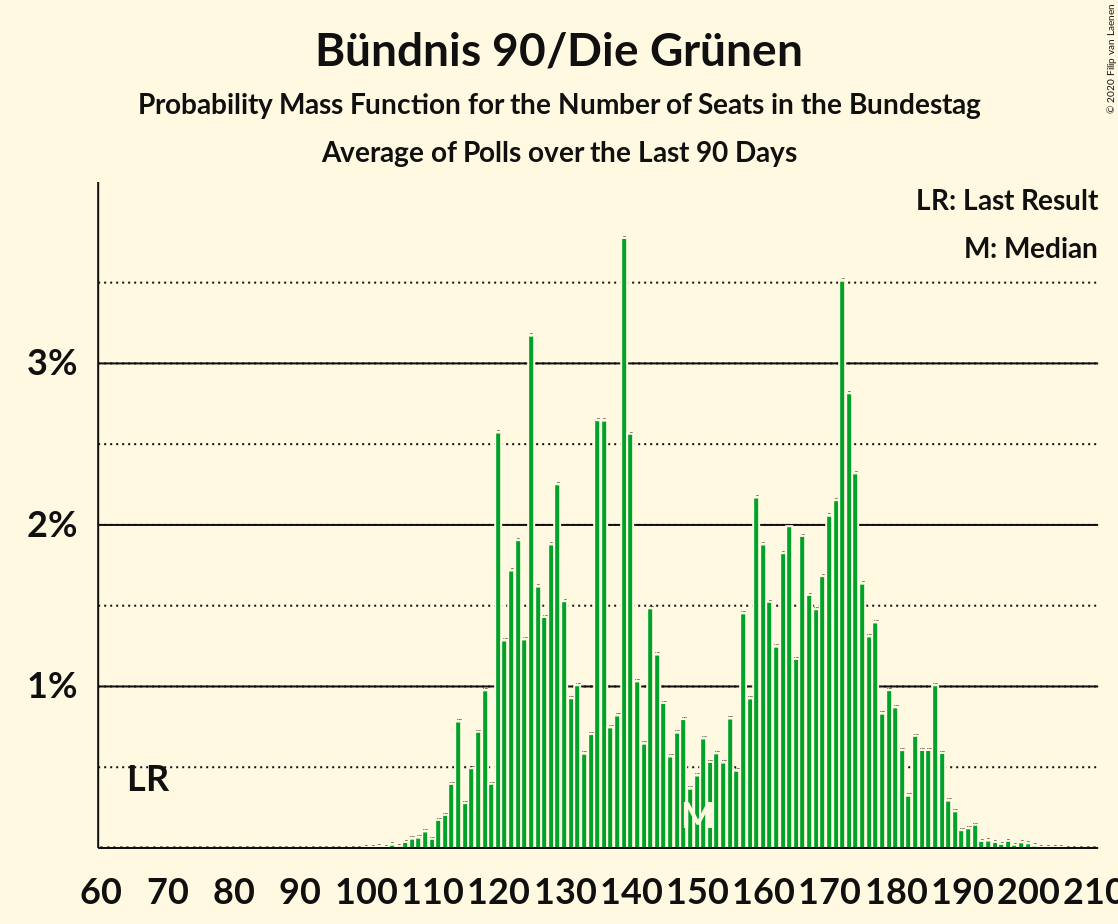 Bündnis 90/Die Grünen
Probability Mass Function for the Number of Seats in the Bundestag
Average of Polls over the Last 90 Days
© 2020 Filip van Laenen
LR: Last Result
M: Median
3%
2%
1%
LR
M
60 70 80 90 100 110 120 130 140 150 160 170 180 190 200 210